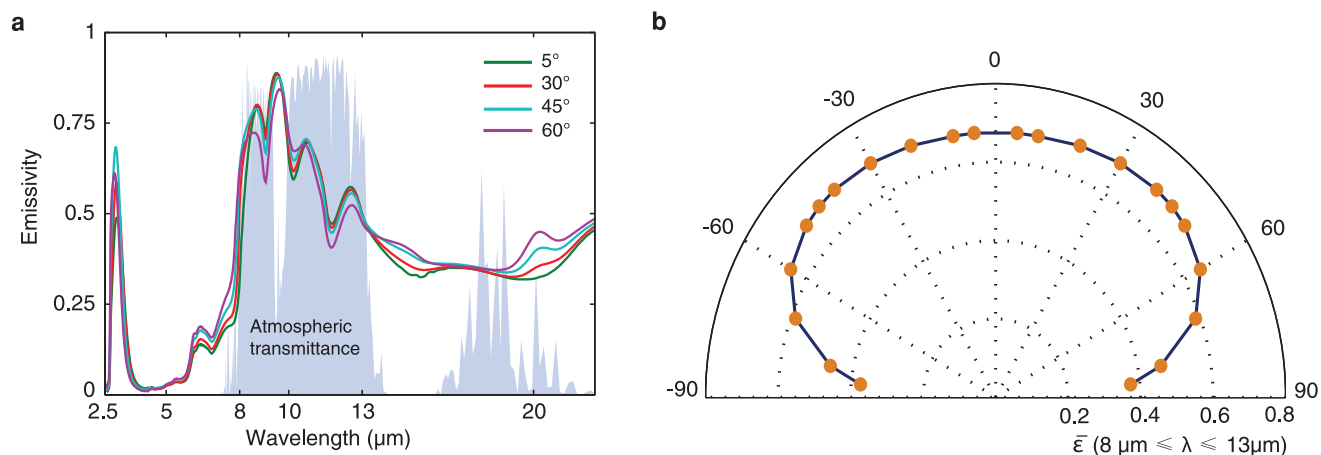 a
1
0.75
0.5
0.25
0
Emissivity
5°
30°
45°
60°
Atmospheric
transmittance
2.5 5 8 10 13 20
Wavelength (μm)
b
0
-30 30
-60 60
-90 90
0.2 0.4 0.6 0.8
ε̄ (8 μm ⩽ λ ⩽ 13μm)